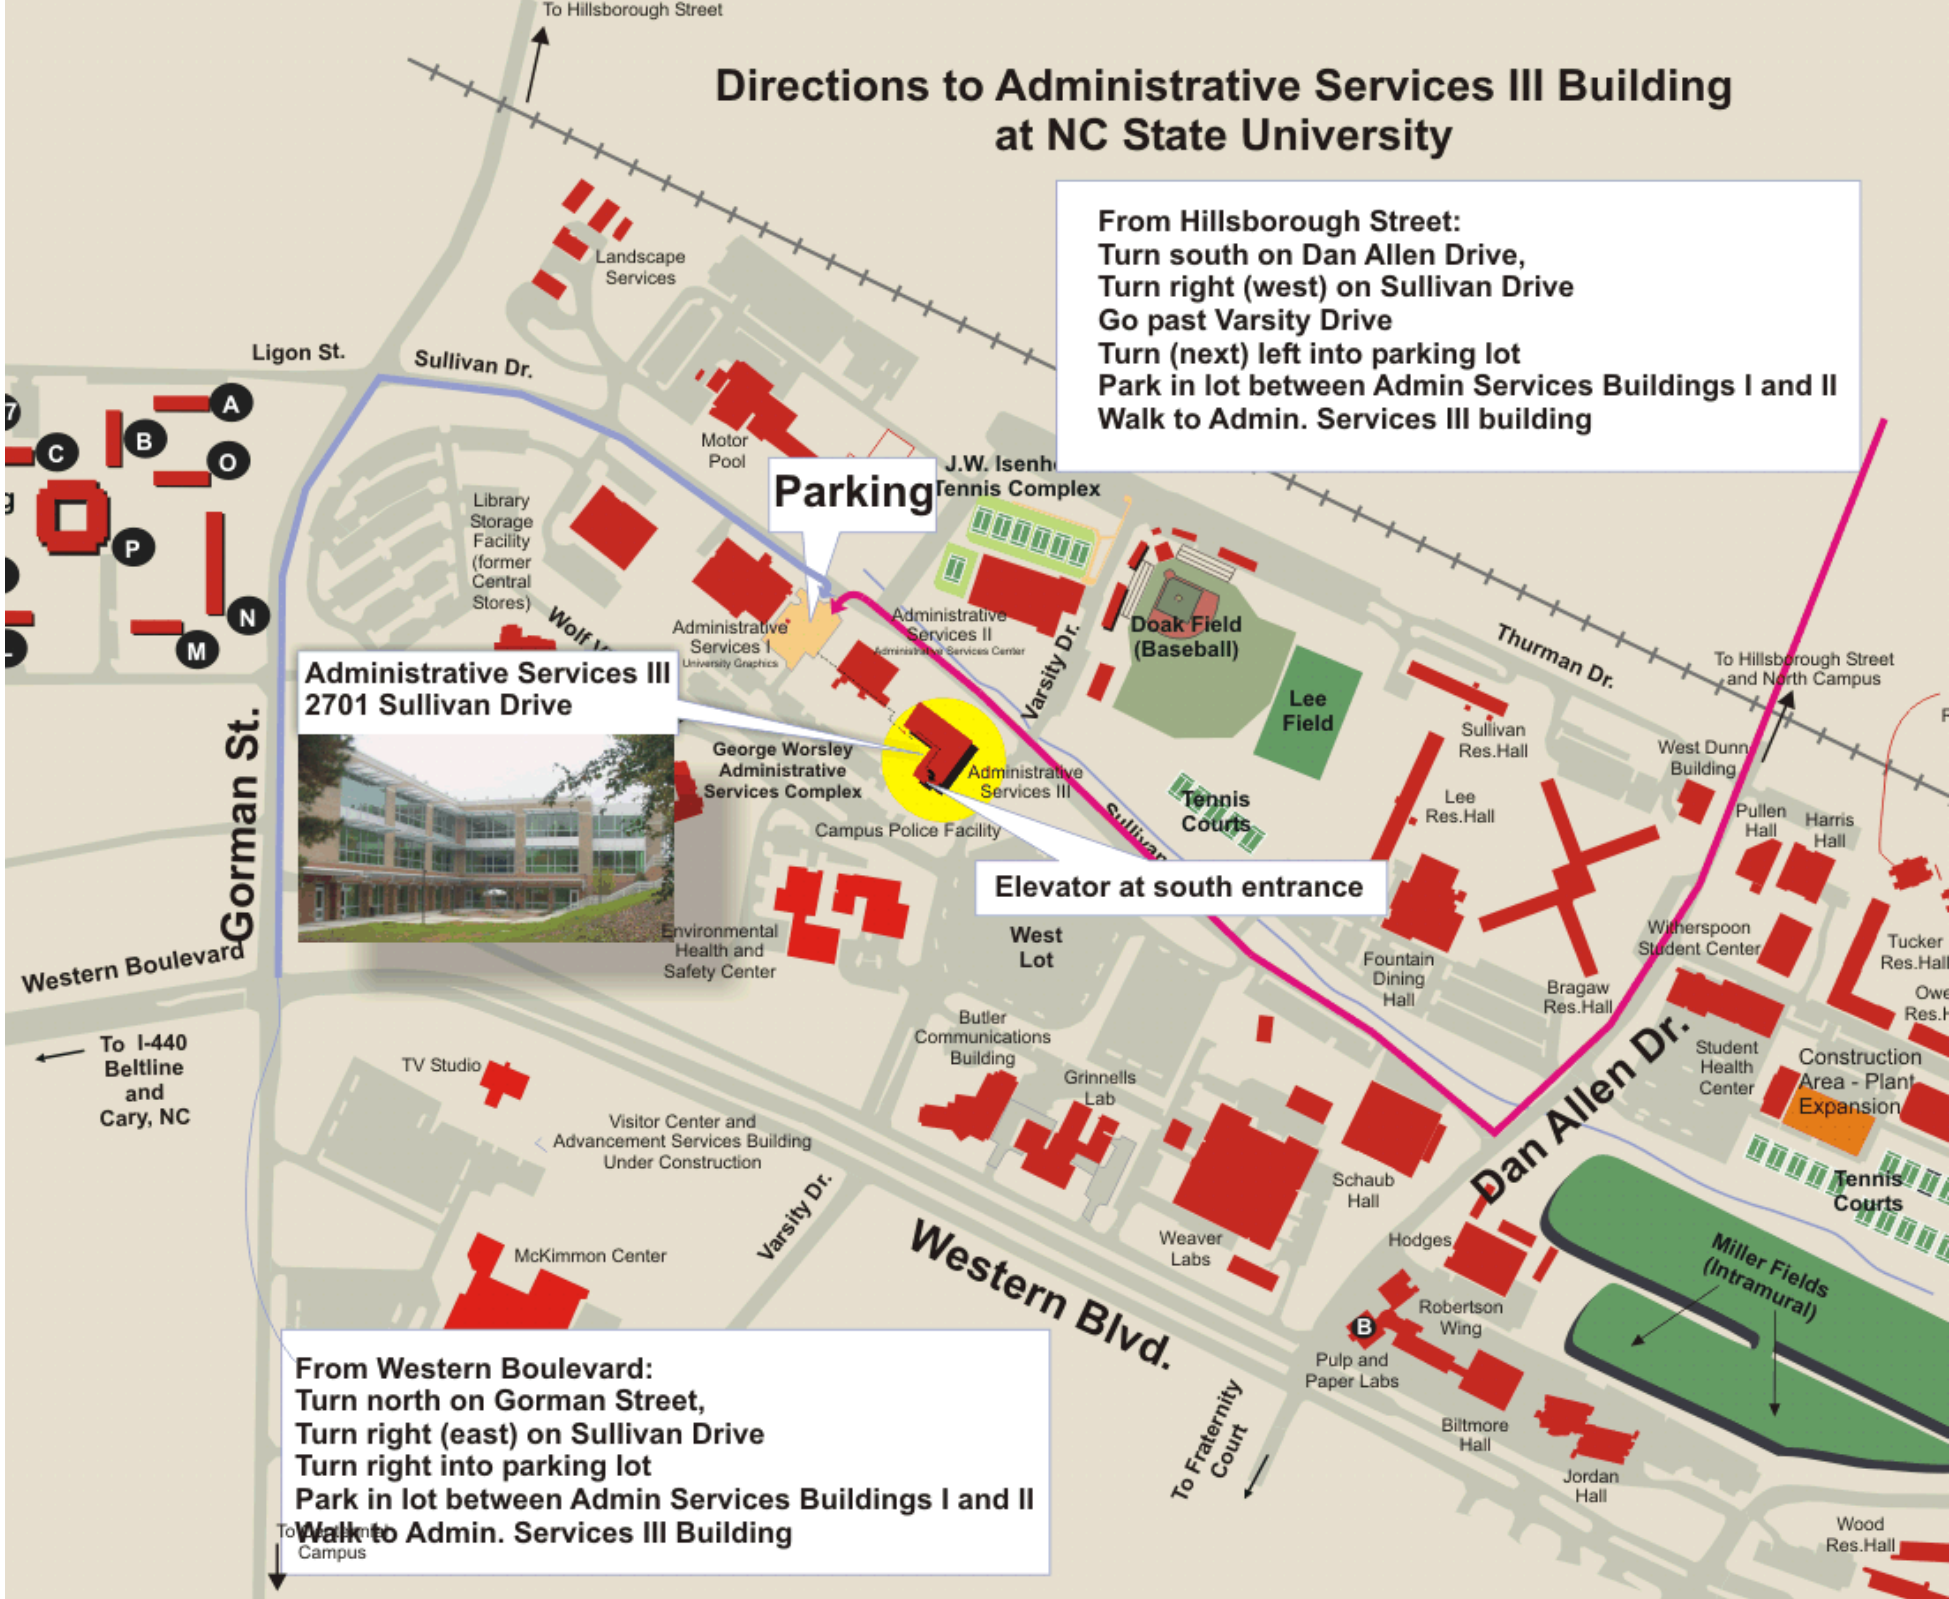 To Hillsborough Street
Directions to Administrative Services III Building
at NC State University
From Hillsborough Street:
Turn south on Dan Allen Drive,
Turn right (west) on Sullivan Drive
Go past Varsity Drive
Turn (next) left into parking lot
Park in lot between Admin Services Buildings I and II
Walk to Admin. Services III building
Landscape
Services
Ligon St.
Sullivan Dr.
7
A
B
C
O
P
N
M
L
Motor
Pool
Parking
J.W. Isenh
Tennis Complex
Library
Storage
Facility
(former
Central
Stores)
Wolf V
Administrative
Services I
University Graphics
Administrative
Services II
Administrative Services Center
Varsity Dr.
Doak Field
(Baseball)
Lee
Field
Thurman Dr.
To Hillsborough Street
and North Campus
Sullivan
Res.Hall
West Dunn
Building
Administrative Services III
2701 Sullivan Drive
George Worsley
Administrative
Services Complex
Administrative
Services III
Campus Police Facility
Sullivan
Tennis
Courts
Lee
Res.Hall
Pullen
Hall
Harris
Hall
Elevator at south entrance
Gorman St.
Western Boulevard
Environmental
Health and
Safety Center
West
Lot
Fountain
Dining
Hall
Bragaw
Res.Hall
Witherspoon
Student Center
Tucker
Res.Hall
Owe
Res.H
To I-440
Beltline
and
Cary, NC
TV Studio
Butler
Communications
Building
Grinnells
Lab
Dan Allen Dr.
Student
Health
Center
Construction
Area - Plant
Expansion
Visitor Center and
Advancement Services Building
Under Construction
Varsity Dr.
Schaub
Hall
Tennis
Courts
McKimmon Center
Western Blvd.
Weaver
Labs
Hodges
Miller Fields
(Intramural)
Robertson
Wing
B
Pulp and
Paper Labs
To Fraternity
Court
Biltmore
Hall
Jordan
Hall
Wood
Res.Hall
From Western Boulevard:
Turn north on Gorman Street,
Turn right (east) on Sullivan Drive
Turn right into parking lot
Park in lot between Admin Services Buildings I and II
Walk to Admin. Services III Building
To Centennial
Campus